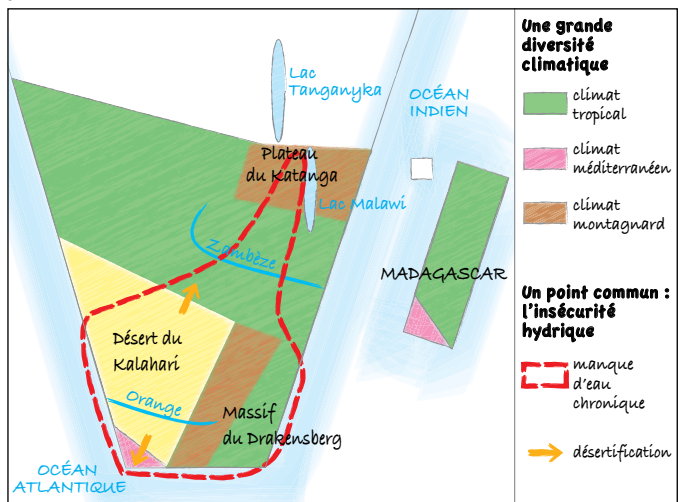 Lac
Tanganyka
OCÉAN
INDIEN
Plateau
du Katanga
Lac Malawi
Zambèze
MADAGASCAR
Désert du
Kalahari
Orange
Massif
du Drakensberg
OCÉAN
ATLANTIQUE
Une grande
diversité
climatique
climat
tropical
climat
méditerranéen
climat
montagnard
Un point commun :
l'insécurité
hydrique
manque
d'eau
chronique
désertification